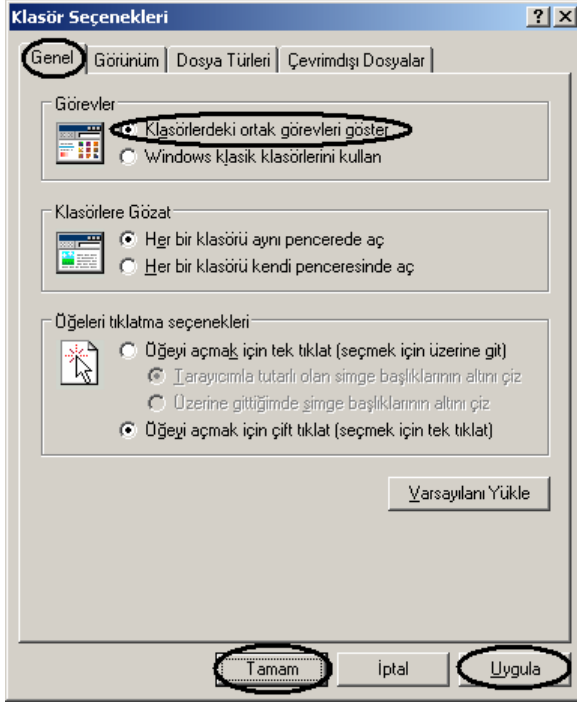 Klasör Seçenekleri
Genel Görünüm Dosya Türleri Çevrimdışı Dosyalar
Görevler
Klasörlerdeki ortak görevleri göster
Windows klasik klasörlerini kullan
Klasörlere Gözat
Her bir klasörü aynı pencerede aç
Her bir klasörü kendi penceresinde aç
Öğeleri tıklatma seçenekleri
Öğeyi açmak için tek tıklat (seçmek için üzerine git)
Tarayıcımla tutarlı olan simge başlıklarının altını çiz
Üzerine gittiğimde simge başlıklarının altını çiz
Öğeyi açmak için çift tıklat (seçmek için tek tıklat)
Varsayılanı Yükle
Tamam İptal Uygula